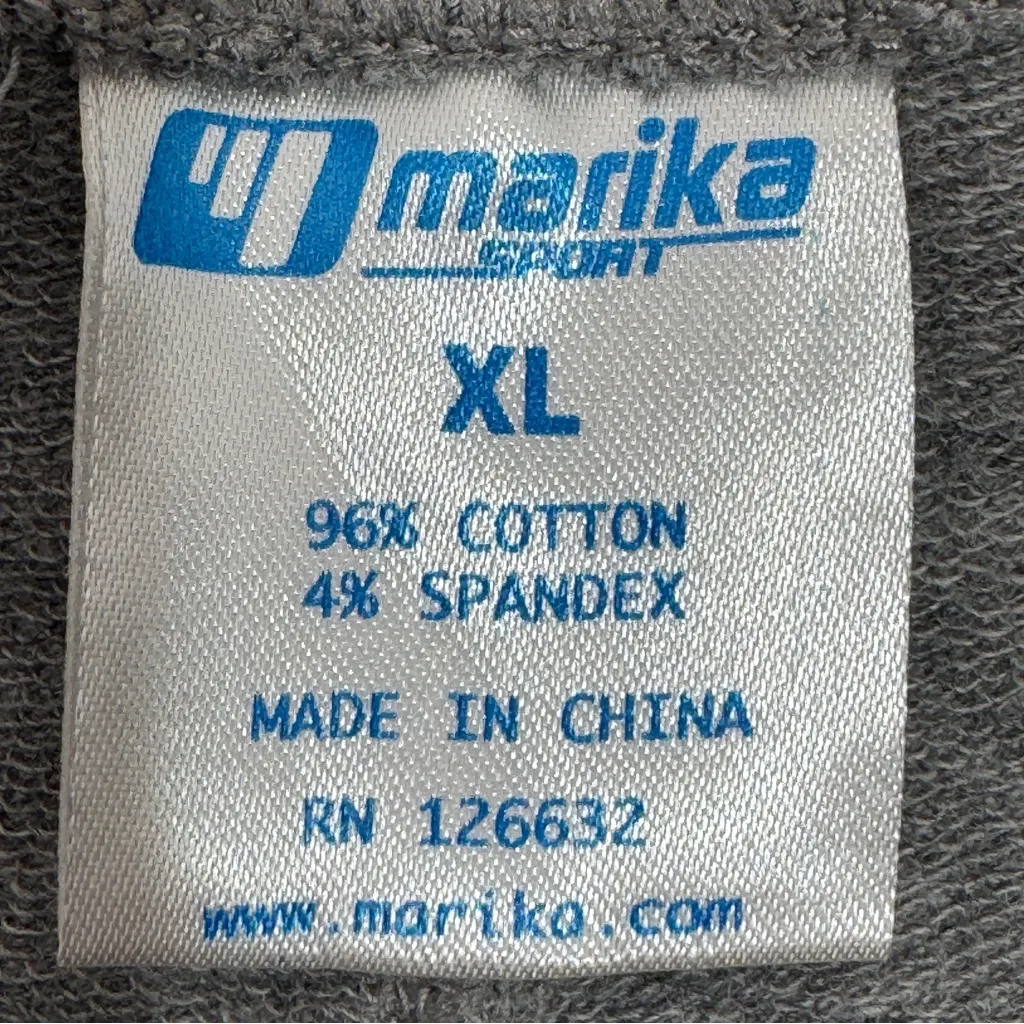 marika
SPORT
XL
96% COTTON
4% SPANDEX
MADE IN CHINA
RN 126632
www.marika.com